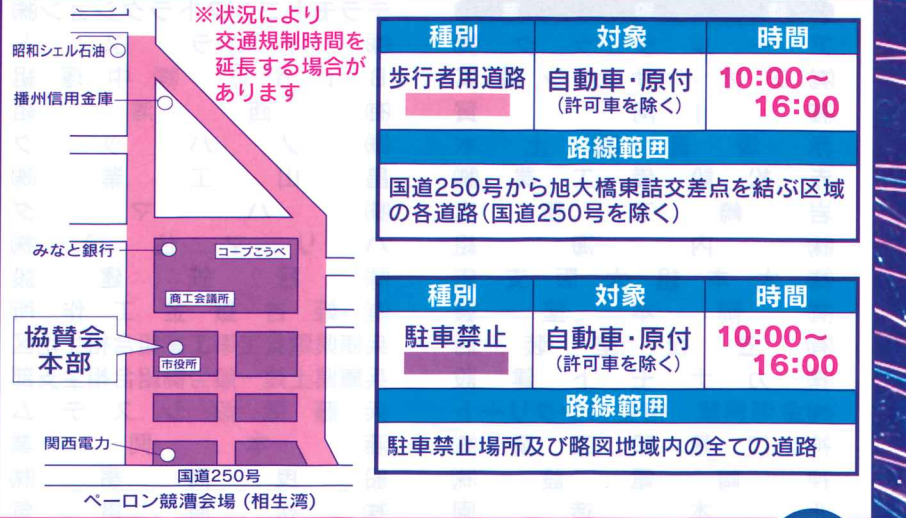 ※状況により
交通規制時間を
延長する場合が
あります
昭和シェル石油
播州信用金庫
みなと銀行
コープこうべ
商工会議所
協賛会
本部
市役所
関西電力
国道250号
ペーロン競漕会場 (相生湾)
種別 対象 時間
歩行者用道路 自動車・原付 10:00〜
(許可車を除く) 16:00
路線範囲
国道250号から旭大橋東詰交差点を結ぶ区域
の各道路(国道250号を除く)
種別 対象 時間
駐車禁止 自動車・原付 10:00〜
(許可車を除く) 16:00
路線範囲
駐車禁止場所及び略図地域内の全ての道路